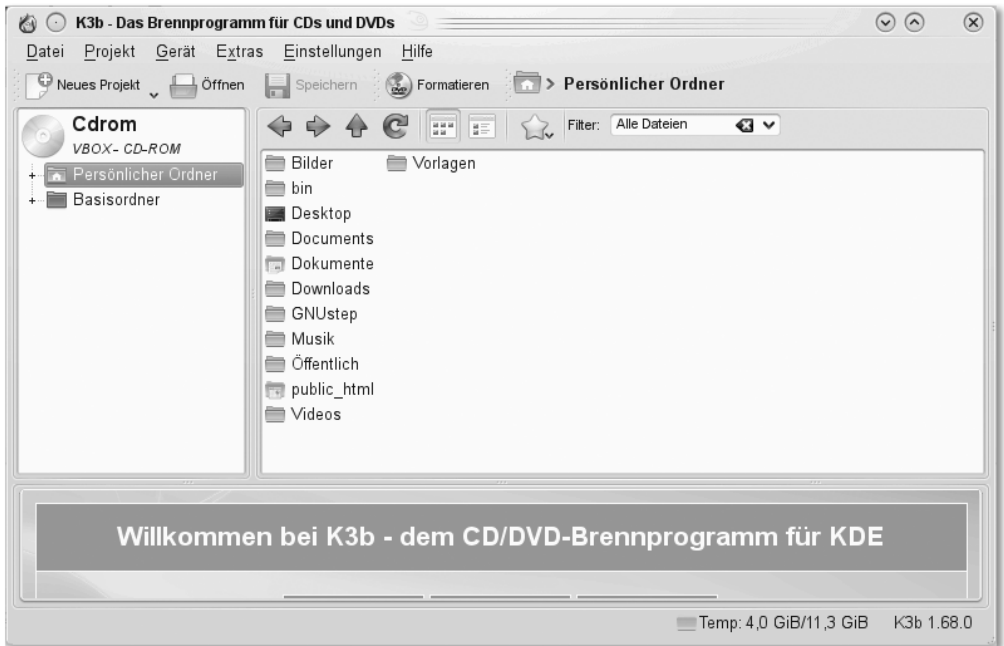 K3b - Das Brennprogramm für CDs und DVDs
Datei Projekt Gerät Extras Einstellungen Hilfe
Neues Projekt Öffnen Speichern Formatieren > Persönlicher Ordner
Cdrom
VBOX- CD-ROM
Persönlicher Ordner
Basisordner
Filter: Alle Dateien
Bilder Vorlagen
bin
Desktop
Documents
Dokumente
Downloads
GNUstep
Musik
Öffentlich
public_html
Videos
Willkommen bei K3b - dem CD/DVD-Brennprogramm für KDE
Temp: 4,0 GiB/11,3 GiB K3b 1.68.0